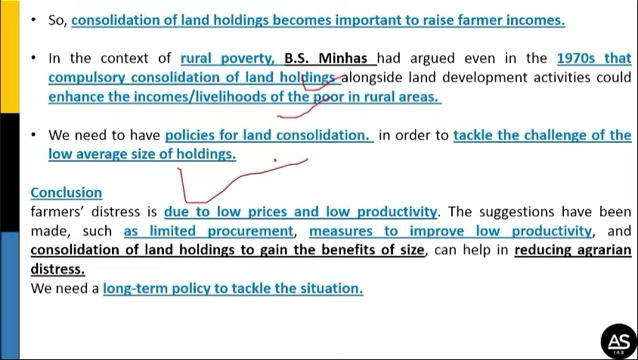 • So, consolidation of land holdings becomes important to raise farmer incomes.
• In the context of rural poverty, B.S. Minhas had argued even in the 1970s that
compulsory consolidation of land holdings alongside land development activities could
enhance the incomes/livelihoods of the poor in rural areas.
• We need to have policies for land consolidation. in order to tackle the challenge of the
low average size of holdings.
Conclusion
farmers' distress is due to low prices and low productivity. The suggestions have been
made, such as limited procurement, measures to improve low productivity, and
consolidation of land holdings to gain the benefits of size, can help in reducing agrarian
distress.
We need a long-term policy to tackle the situation.
AS
IAS